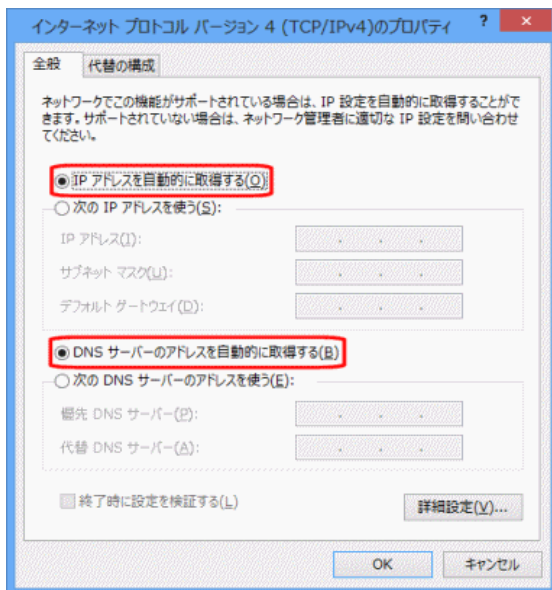 インターネット プロトコル バージョン 4 (TCP/IPv4)のプロパティ
全般 代替の構成
ネットワークでこの機能がサポートされている場合は、IP 設定を自動的に取得することがで
きます。サポートされていない場合は、ネットワーク管理者に適切な IP 設定を問い合わせ
てください。
IP アドレスを自動的に取得する(O)
次の IP アドレスを使う(S):
IP アドレス(I):
サブネット マスク(U):
デフォルト ゲートウェイ(D):
DNS サーバーのアドレスを自動的に取得する(B)
次の DNS サーバーのアドレスを使う(E):
優先 DNS サーバー(P):
代替 DNS サーバー(A):
終了時に設定を検証する(L)
詳細設定(V)...
OK キャンセル